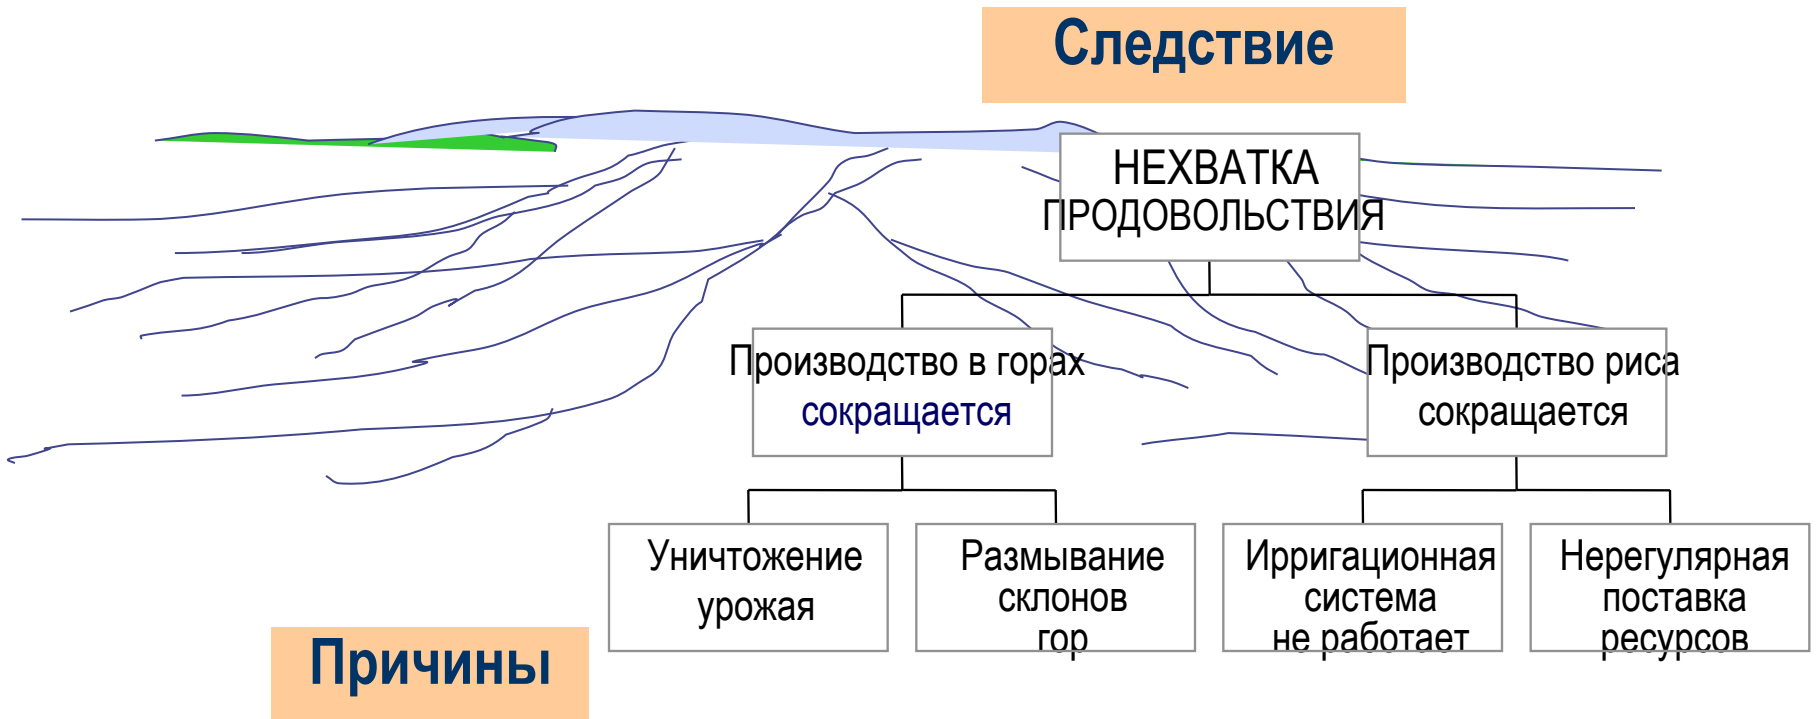 Следствие
НЕХВАТКА
ПРОДОВОЛЬСТВИЯ
Производство в горах
сокращается
Производство риса
сокращается
Уничтожение
урожая
Размывание
склонов
гор
Ирригационная
система
не работает
Нерегулярная
поставка
ресурсов
Причины